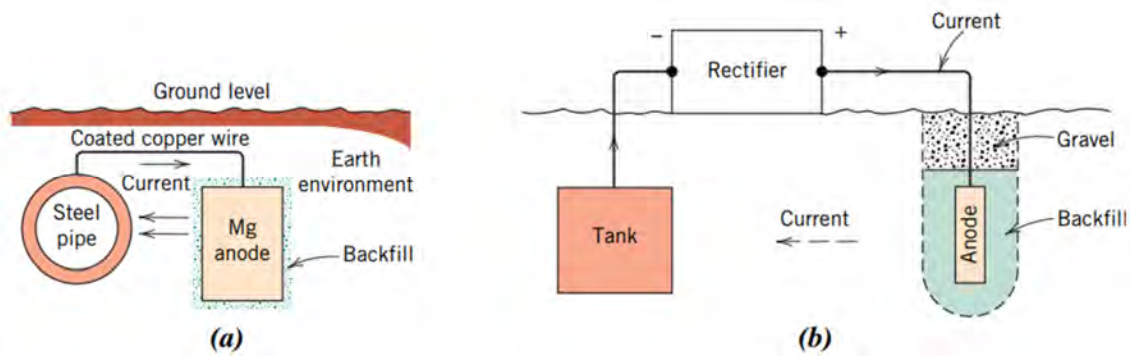 Ground level
Coated copper wire
Current
Earth
environment
Steel
pipe
Mg
anode
Backfill
(a)
−
+
Current
Rectifier
Gravel
Current
Tank
Anode
Backfill
(b)